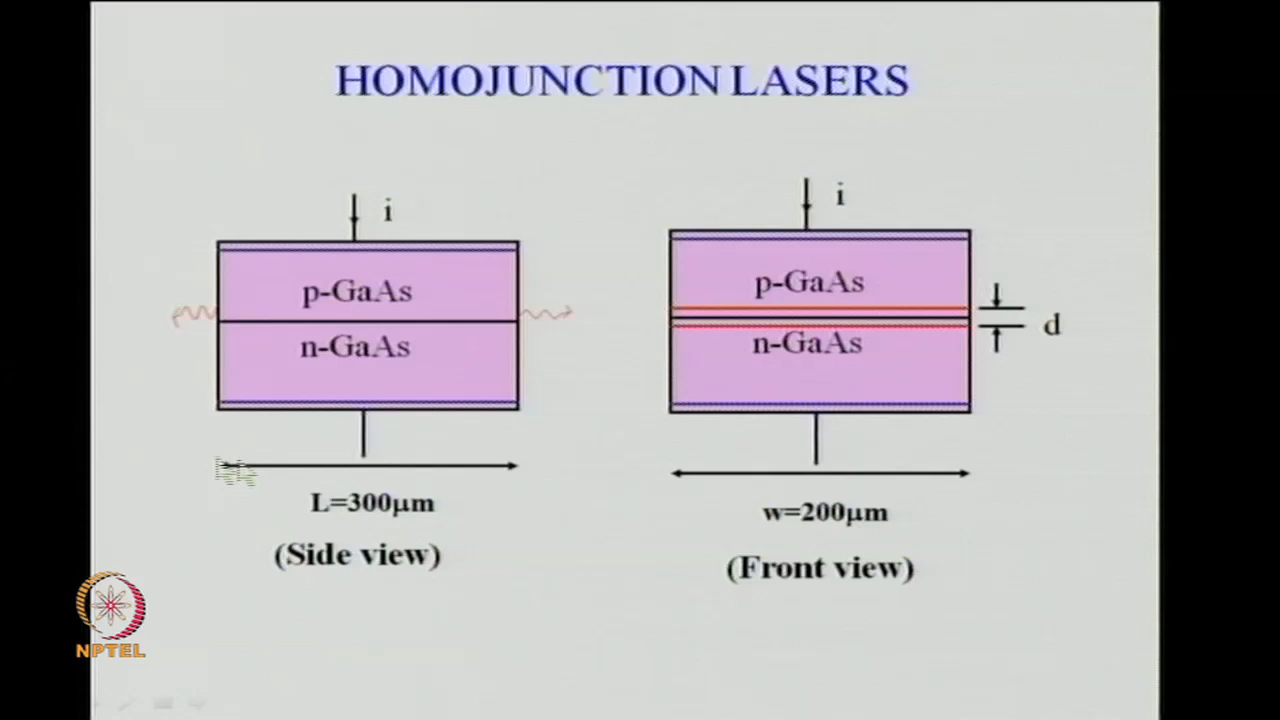 HOMOJUNCTION LASERS
i
p-GaAs
n-GaAs
L=300μm
(Side view)
i
p-GaAs
n-GaAs
d
w=200μm
(Front view)
NPTEL